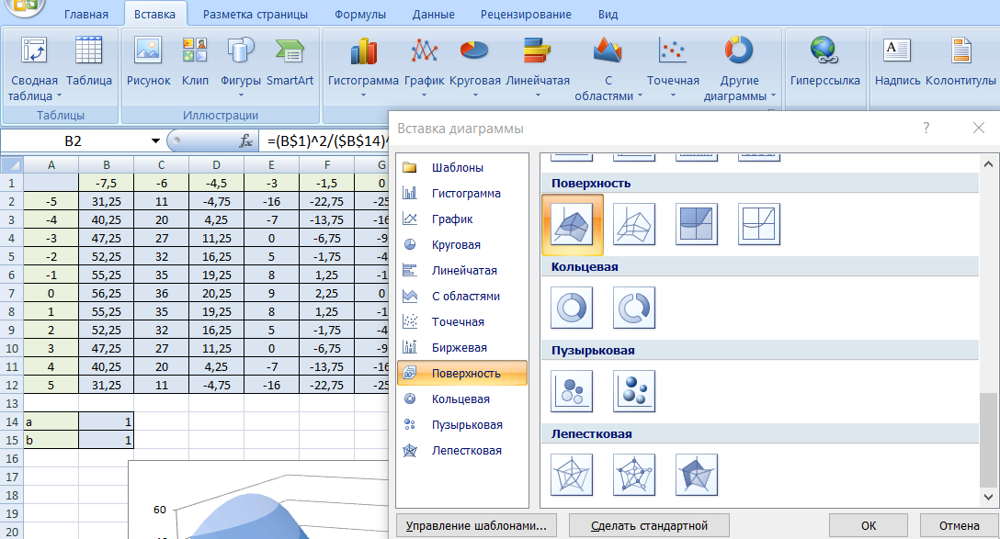 Главная Вставка Разметка страницы Формулы Данные Рецензирование Вид
Сводная таблица Таблица Рисунок Клип Фигуры SmartArt Гистограмма График Круговая Линейчатая С областями Точечная Другие диаграммы Гиперссылка Надпись Колонтитулы
Таблицы Иллюстрации
B2 fx =(B$1)^2/($B$14)^
A B C D E F G
1 -7,5 -6 -4,5 -3 -1,5 0
2 -5 31,25 11 -4,75 -16 -22,75 -25
3 -4 40,25 20 4,25 -7 -13,75 -16
4 -3 47,25 27 11,25 0 -6,75 -9
5 -2 52,25 32 16,25 5 -1,75 -4
6 -1 55,25 35 19,25 8 1,25 -1
7 0 56,25 36 20,25 9 2,25 0
8 1 55,25 35 19,25 8 1,25 -1
9 2 52,25 32 16,25 5 -1,75 -4
10 3 47,25 27 11,25 0 -6,75 -9
11 4 40,25 20 4,25 -7 -13,75 -16
12 5 31,25 11 -4,75 -16 -22,75 -25
13
14 a 1
15 b 1
16
17
18
19
20
60
Вставка диаграммы ?
Шаблоны
Гистограмма
График
Круговая
Линейчатая
С областями
Точечная
Биржевая
Поверхность
Кольцевая
Пузырьковая
Лепестковая
Поверхность
Кольцевая
Пузырьковая
Лепестковая
Управление шаблонами... Сделать стандартной ОК Отмена